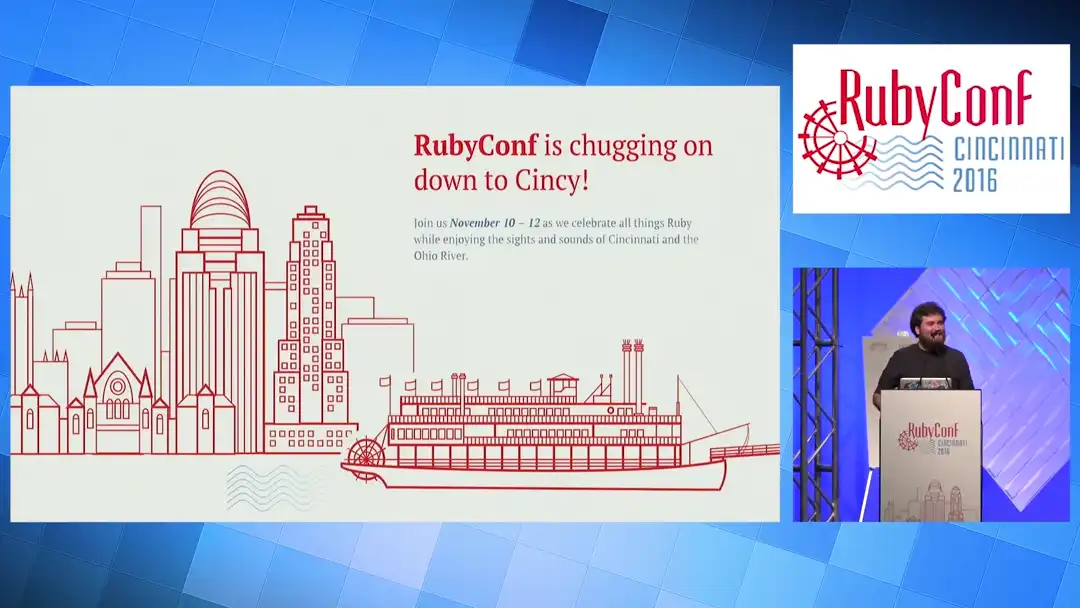 RubyConf is chugging on
down to Cincy!
Join us November 10 – 12 as we celebrate all things Ruby
while enjoying the sights and sounds of Cincinnati and the
Ohio River.
RubyConf
CINCINNATI
2016
RubyConf
CINCINNATI
2016